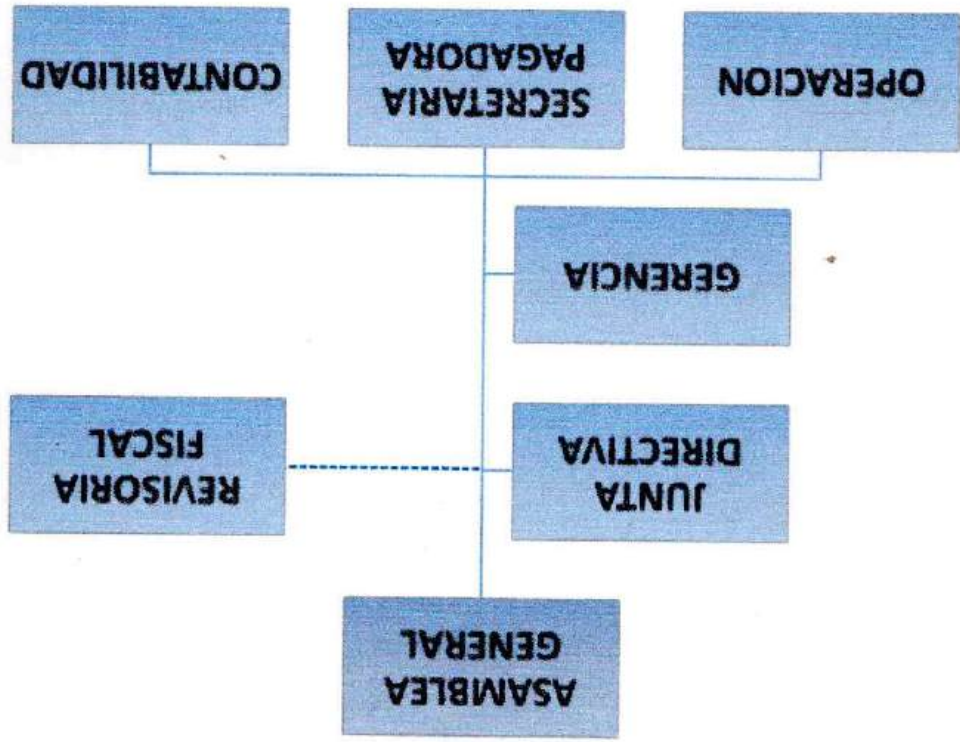 ASAMBLEA
GENERAL
JUNTA
DIRECTIVA
REVISORIA
FISCAL
GERENCIA
OPERACION
SECRETARIA
PAGADORA
CONTABILIDAD